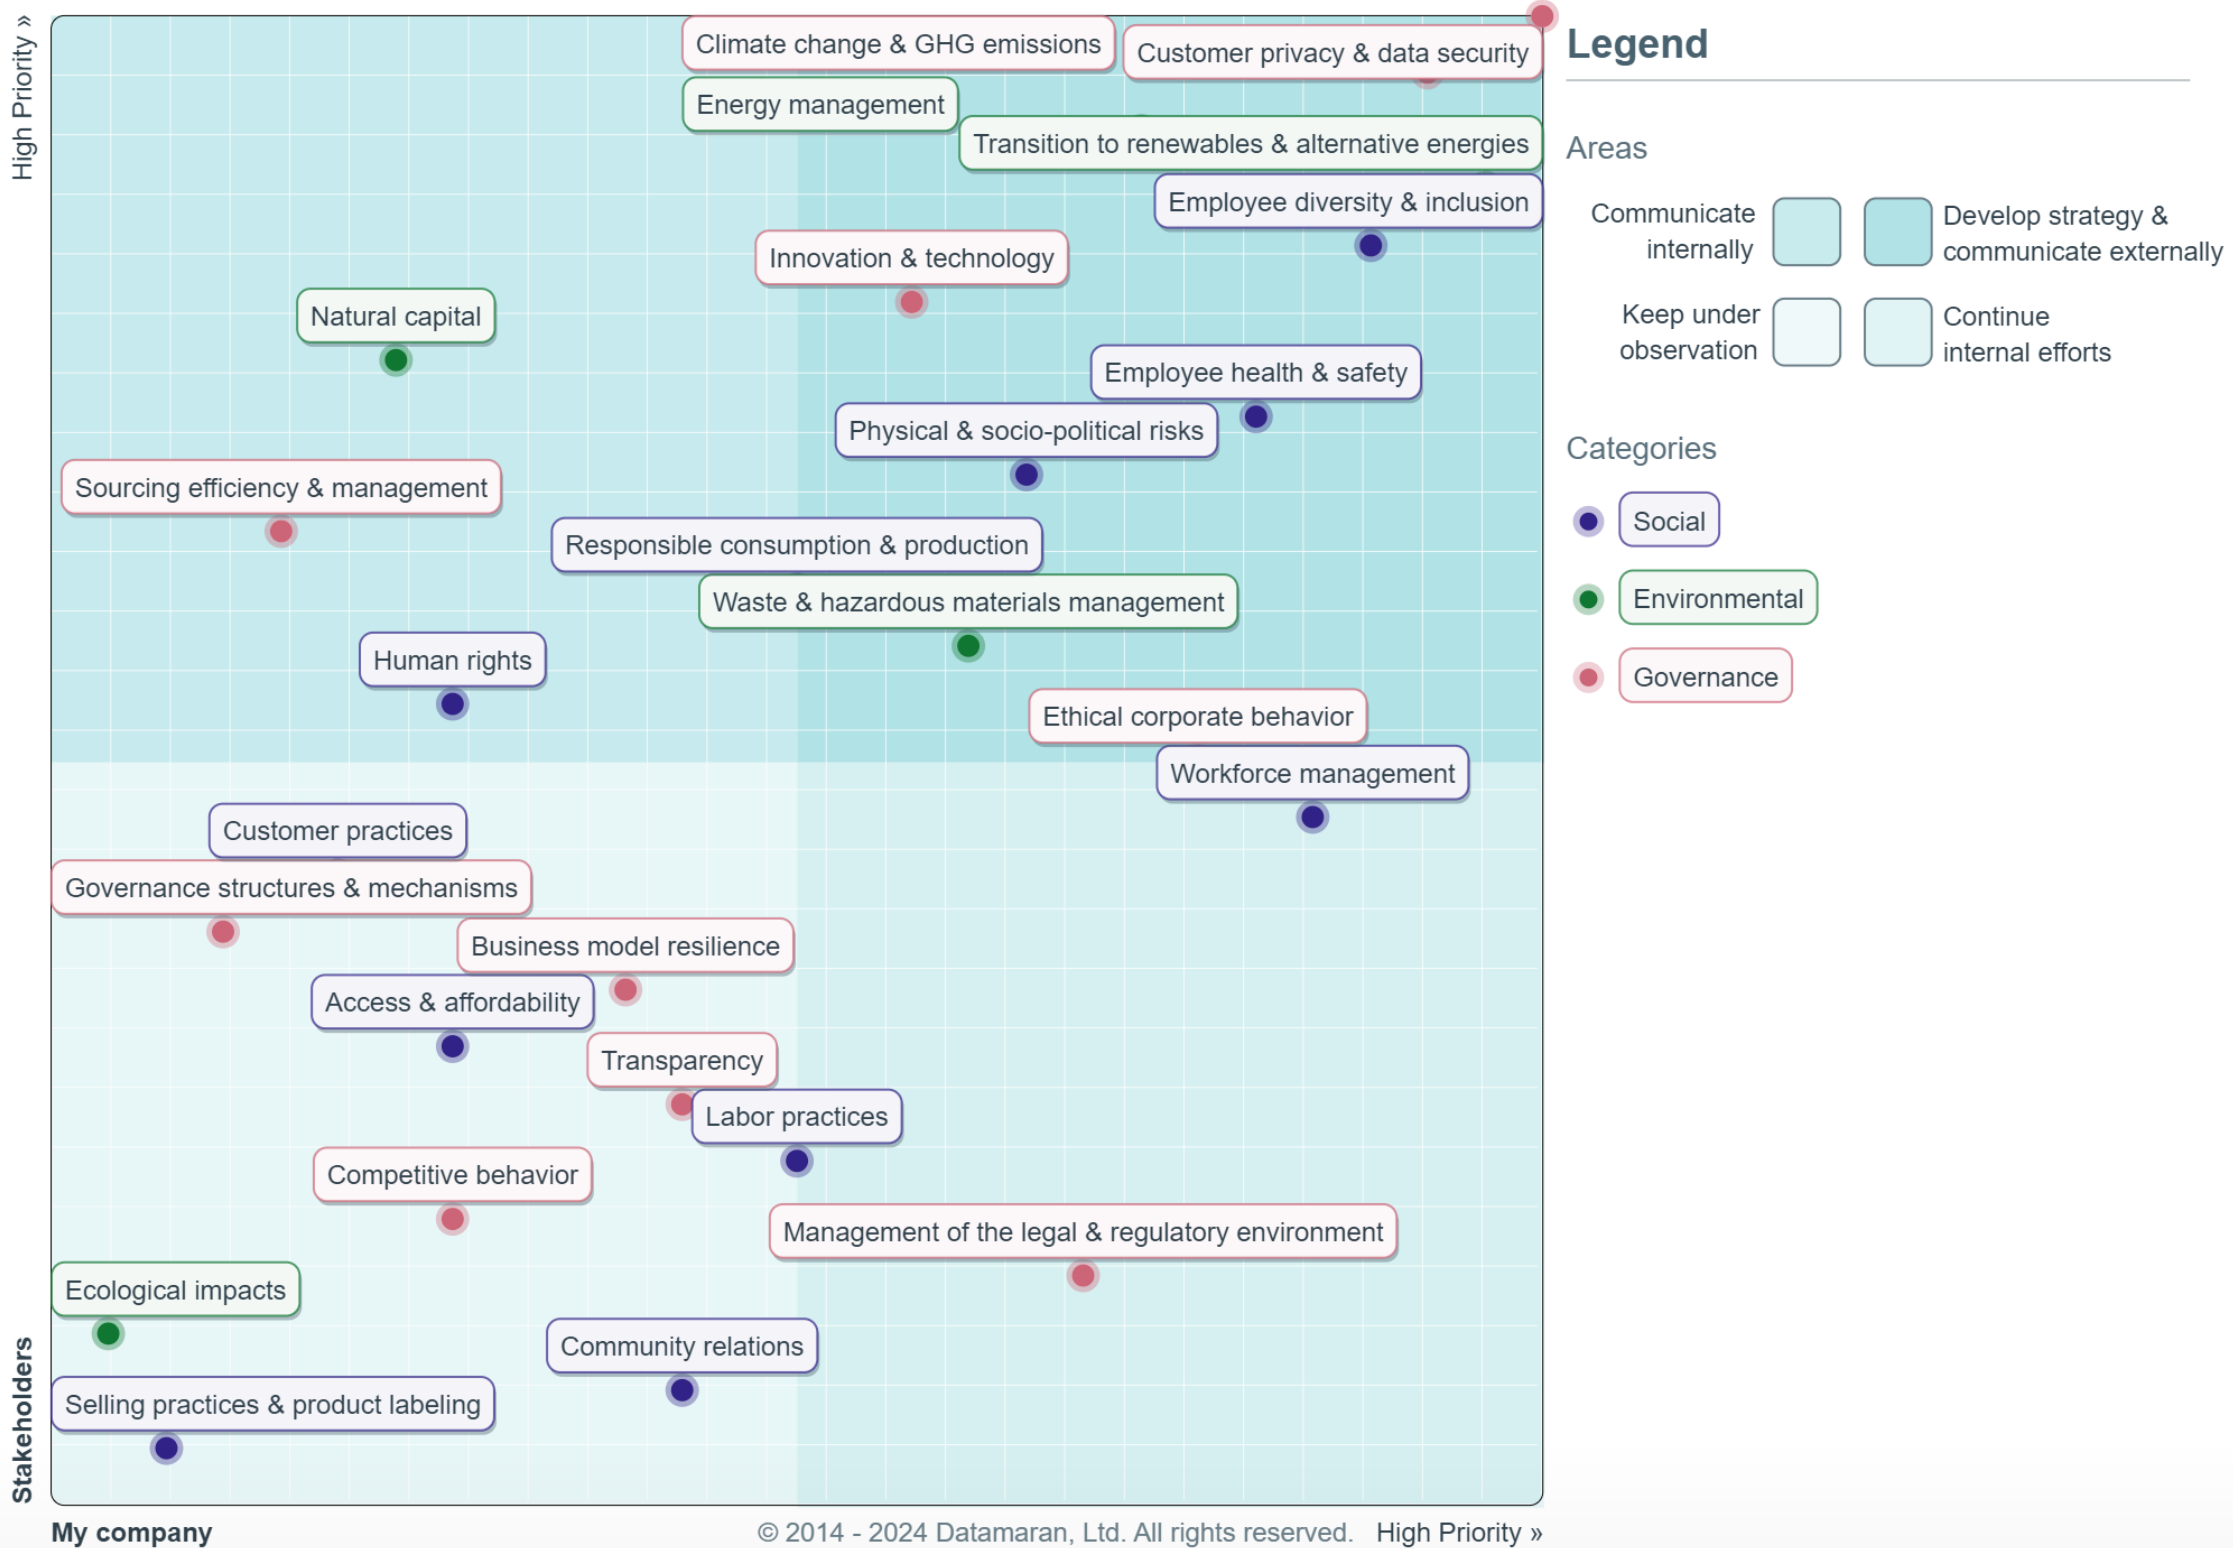 High Priority »
Climate change & GHG emissions
Customer privacy & data security
Energy management
Transition to renewables & alternative energies
Employee diversity & inclusion
Innovation & technology
Natural capital
Employee health & safety
Physical & socio-political risks
Sourcing efficiency & management
Responsible consumption & production
Waste & hazardous materials management
Human rights
Ethical corporate behavior
Workforce management
Customer practices
Governance structures & mechanisms
Business model resilience
Access & affordability
Transparency
Labor practices
Competitive behavior
Management of the legal & regulatory environment
Ecological impacts
Community relations
Selling practices & product labeling
Stakeholders
My company
© 2014 - 2024 Datamaran, Ltd. All rights reserved.
High Priority »
Legend
Areas
Communicate
internally
Develop strategy &
communicate externally
Keep under
observation
Continue
internal efforts
Categories
Social
Environmental
Governance